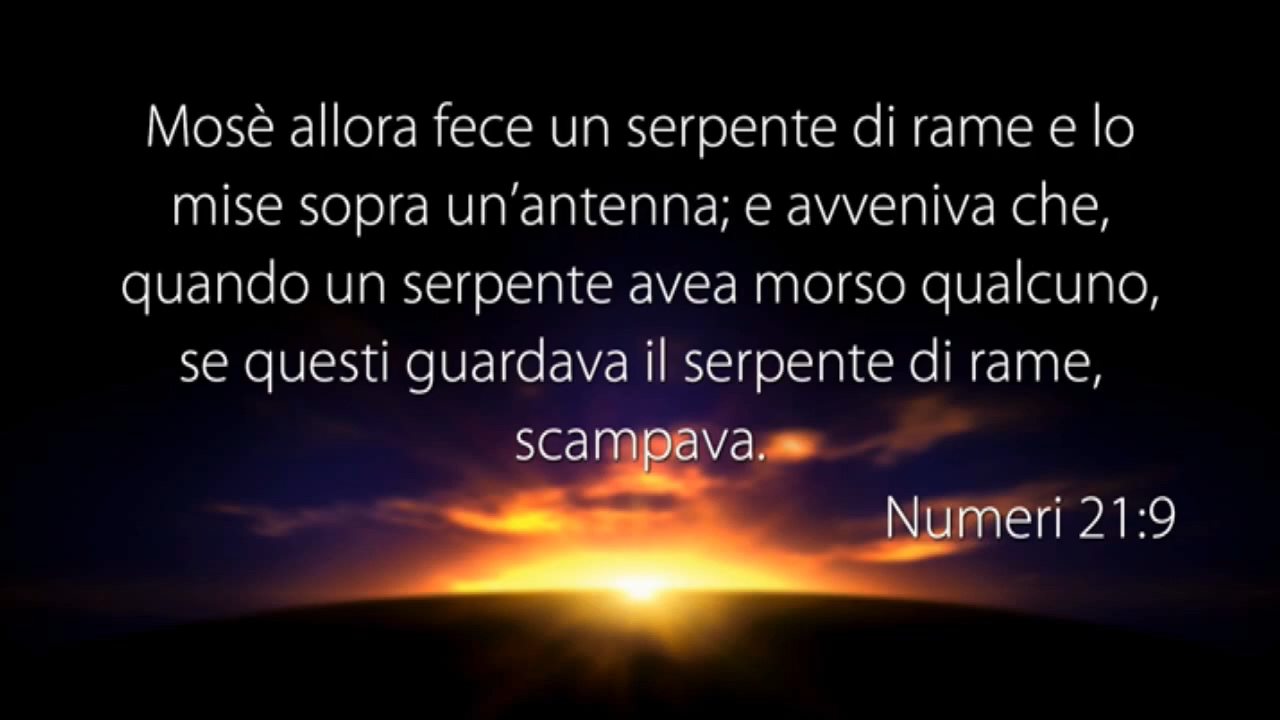 Mosè allora fece un serpente di rame e lo
mise sopra un’antenna; e avveniva che,
quando un serpente avea morso qualcuno,
se questi guardava il serpente di rame,
scampava.
Numeri 21:9